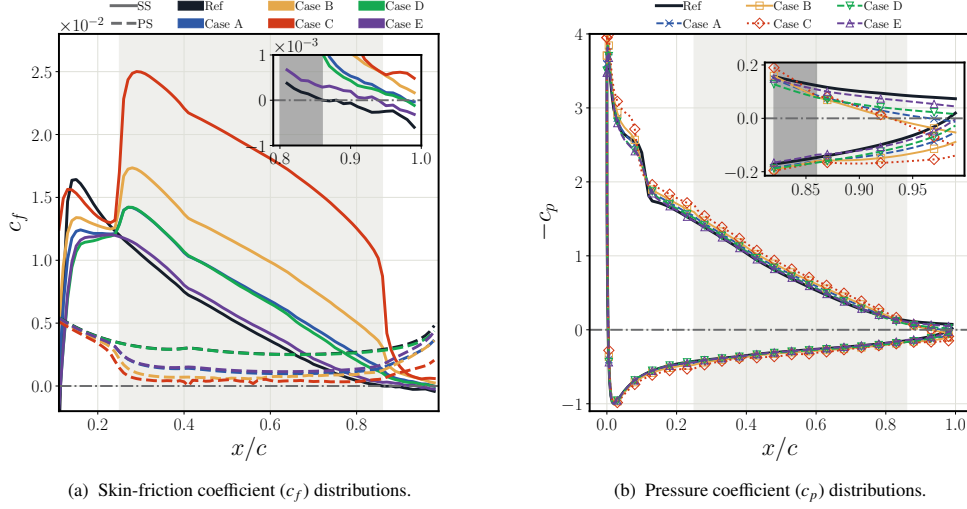 SS Ref Case B Case D
PS Case A Case C Case E
×10⁻²
2.5
2.0
1.5
1.0
0.5
0.0
c_f
0.2 0.4 0.6 0.8
x/c
×10⁻³
1
0
−1
0.8 0.9 1.0
(a) Skin-friction coefficient (c_f) distributions.
Ref Case B Case D
Case A Case C Case E
4
3
2
1
0
−1
−c_p
0.0 0.2 0.4 0.6 0.8 1.0
x/c
0.2
0.0
−0.2
0.85 0.90 0.95
(b) Pressure coefficient (c_p) distributions.